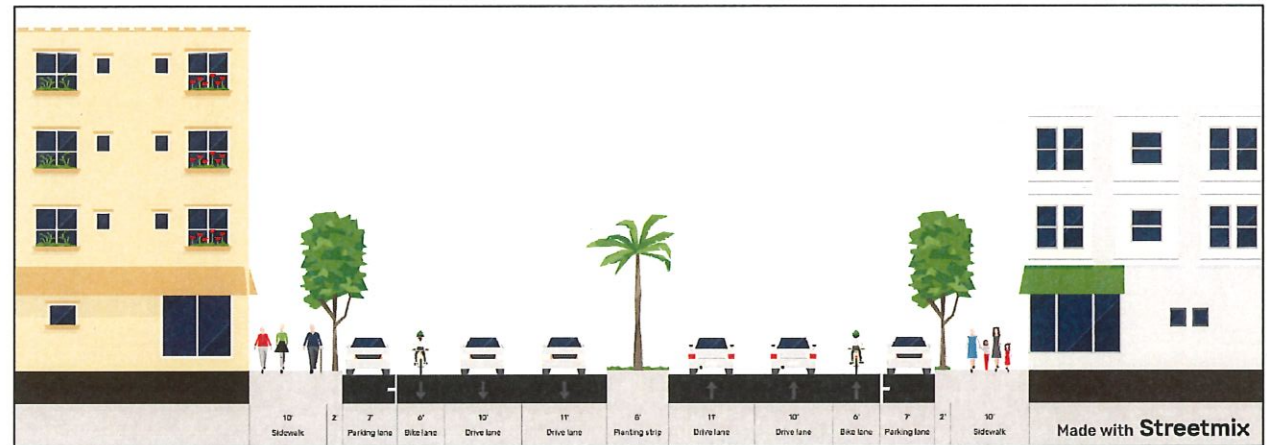 10' 2' 7' 6' 10' 11' 8' 11' 10' 6' 7' 2' 10'
Sidewalk Parking lane Bike lane Drive lane Drive lane Planting strip Drive lane Drive lane Bike lane Parking lane Sidewalk
Made with Streetmix